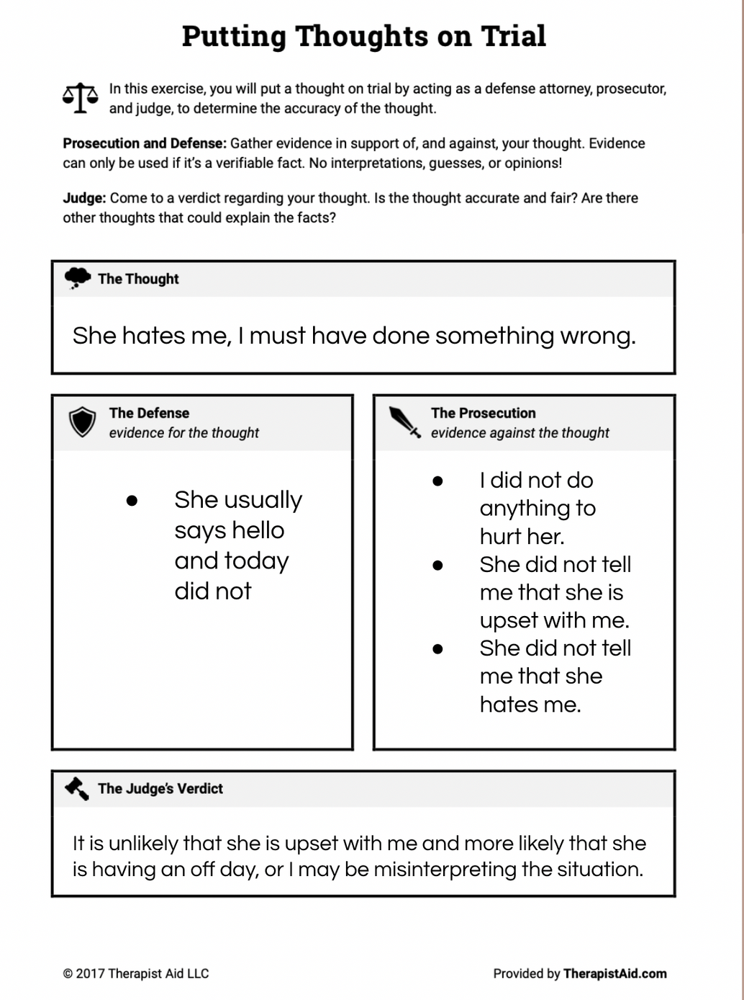 Putting Thoughts on Trial
In this exercise, you will put a thought on trial by acting as a defense attorney, prosecutor,
and judge, to determine the accuracy of the thought.
Prosecution and Defense: Gather evidence in support of, and against, your thought. Evidence
can only be used if it’s a verifiable fact. No interpretations, guesses, or opinions!
Judge: Come to a verdict regarding your thought. Is the thought accurate and fair? Are there
other thoughts that could explain the facts?
The Thought
She hates me, I must have done something wrong.
The Defense
evidence for the thought
● She usually
says hello
and today
did not
The Prosecution
evidence against the thought
● I did not do
anything to
hurt her.
● She did not tell
me that she is
upset with me.
● She did not tell
me that she
hates me.
The Judge’s Verdict
It is unlikely that she is upset with me and more likely that she
is having an off day, or I may be misinterpreting the situation.
© 2017 Therapist Aid LLC
Provided by TherapistAid.com